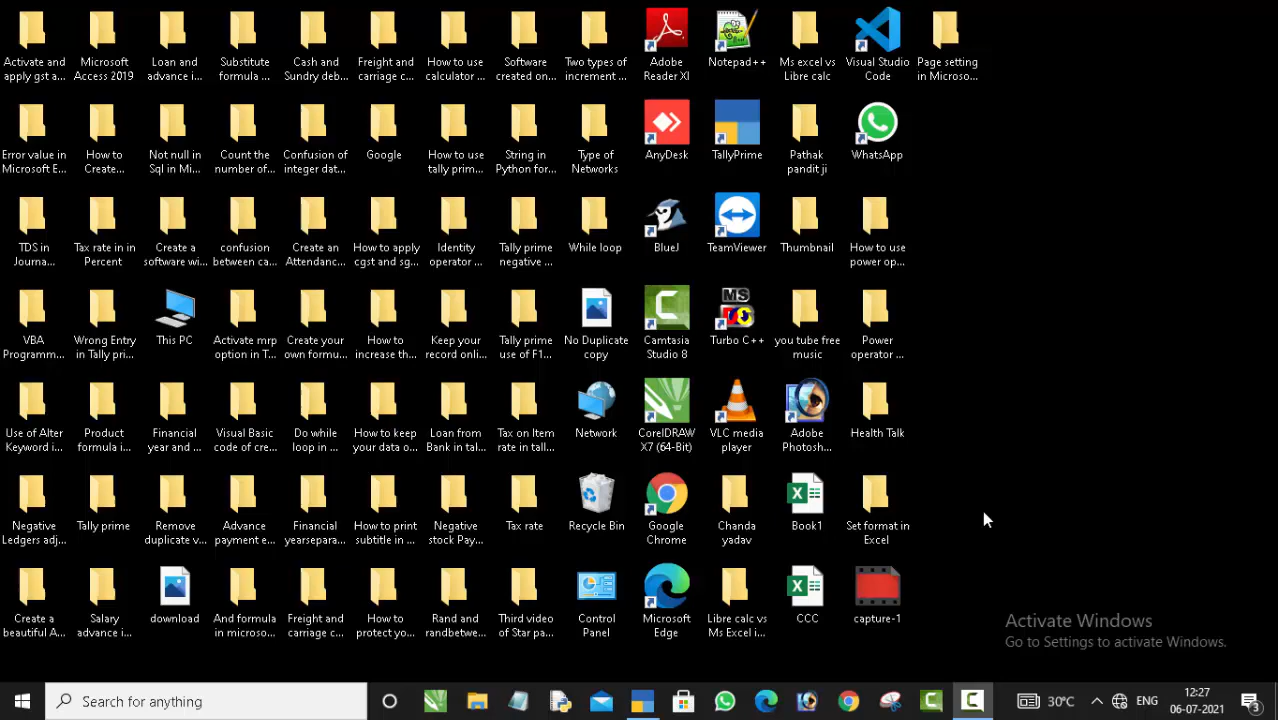 Activate and
apply gst a...
Microsoft
Access 2019
Loan and
advance i...
Substitute
formula ...
Cash and
Sundry deb...
Freight and
carriage c...
How to use
calculator ...
Software
created on...
Two types of
increment ...
Adobe
Reader XI
Notepad++
Ms excel vs
Libre calc
Visual Studio
Code
Page setting
in Microso...
Error value in
Microsoft E...
How to
Create...
Not null in
Sql in Mi...
Count the
number of...
Confusion of
integer dat...
Google
How to use
tally prim...
String in
Python for...
Type of
Networks
AnyDesk
TallyPrime
Pathak
pandit ji
WhatsApp
TDS in
Journa...
Tax rate in in
Percent
Create a
software wi...
confusion
between ca...
Create an
Attendanc...
How to apply
cgst and sg...
Identity
operator ...
Tally prime
negative ...
While loop
BlueJ
TeamViewer
Thumbnail
How to use
power op...
VBA
Programm...
Wrong Entry
in Tally pri...
This PC
Activate mrp
option in T...
Create your
own formu...
How to
increase th...
Keep your
record onli...
Tally prime
use of F1...
No Duplicate
copy
Camtasia
Studio 8
MS
Turbo C++
you tube free
music
Power
operator ...
Use of Alter
Keyword i...
Product
formula i...
Financial
year and ...
Visual Basic
code of cre...
Do while
loop in ...
How to keep
your data o...
Loan from
Bank in tal...
Tax on Item
rate in tall...
Network
CorelDRAW
X7 (64-Bit)
VLC media
player
Adobe
Photosh...
Health Talk
Negative
Ledgers adj...
Tally prime
Remove
duplicate v...
Advance
payment e...
Financial
yearsepara...
How to print
subtitle in ...
Negative
stock Pay...
Tax rate
Recycle Bin
Google
Chrome
Chanda
yadav
Book1
Set format in
Excel
Create a
beautiful A...
Salary
advance i...
download
And formula
in microso...
Freight and
carriage c...
How to
protect yo...
Rand and
randbetwe...
Third video
of Star pa...
Control
Panel
Microsoft
Edge
Libre calc vs
Ms Excel i...
CCC
capture-1
Activate Windows
Go to Settings to activate Windows.
Search for anything
30°C
ENG
12:27
06-07-2021
3